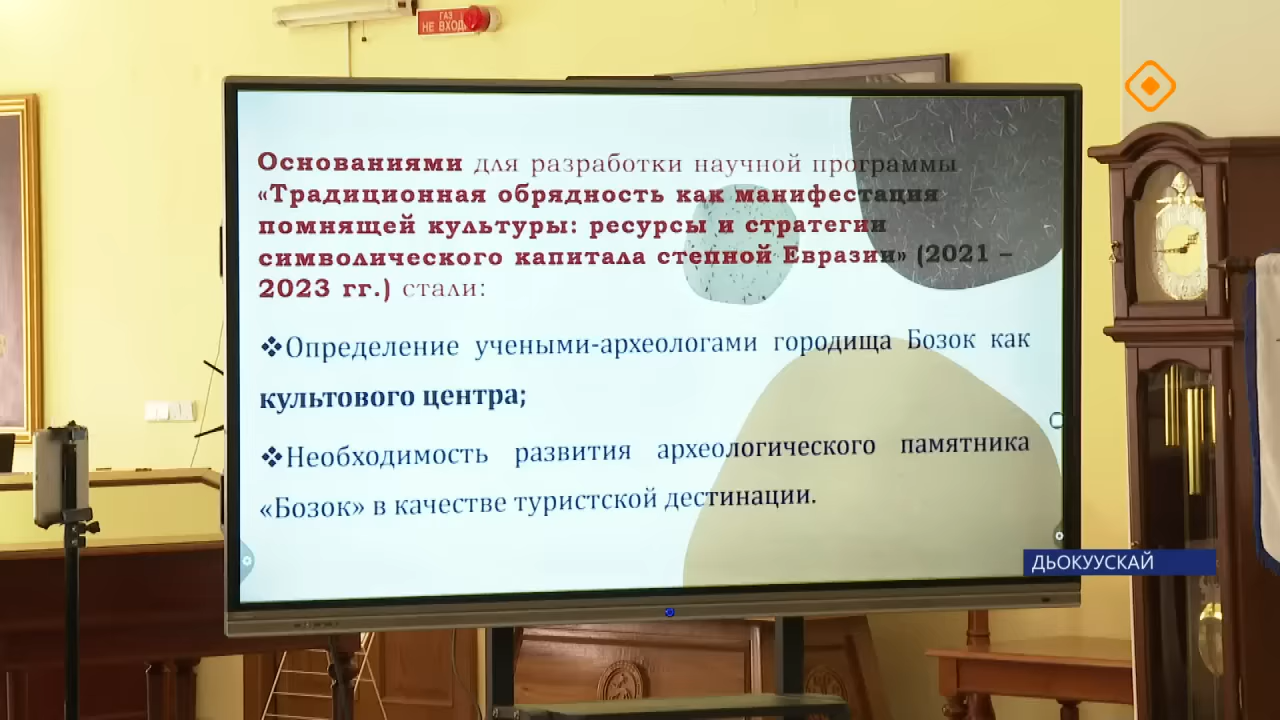 ГАЗ
НЕ ВХОДИ
Основаниями для разработки научной программы
«Традиционная обрядность как манифестация
помнящей культуры: ресурсы и стратегии
символического капитала степной Евразии» (2021 –
2023 гг.) стали:
❖Определение учеными-археологами городища Бозок как
культового центра;
❖Необходимость развития археологического памятника
«Бозок» в качестве туристской дестинации.
ДЬОКУУСКАЙ